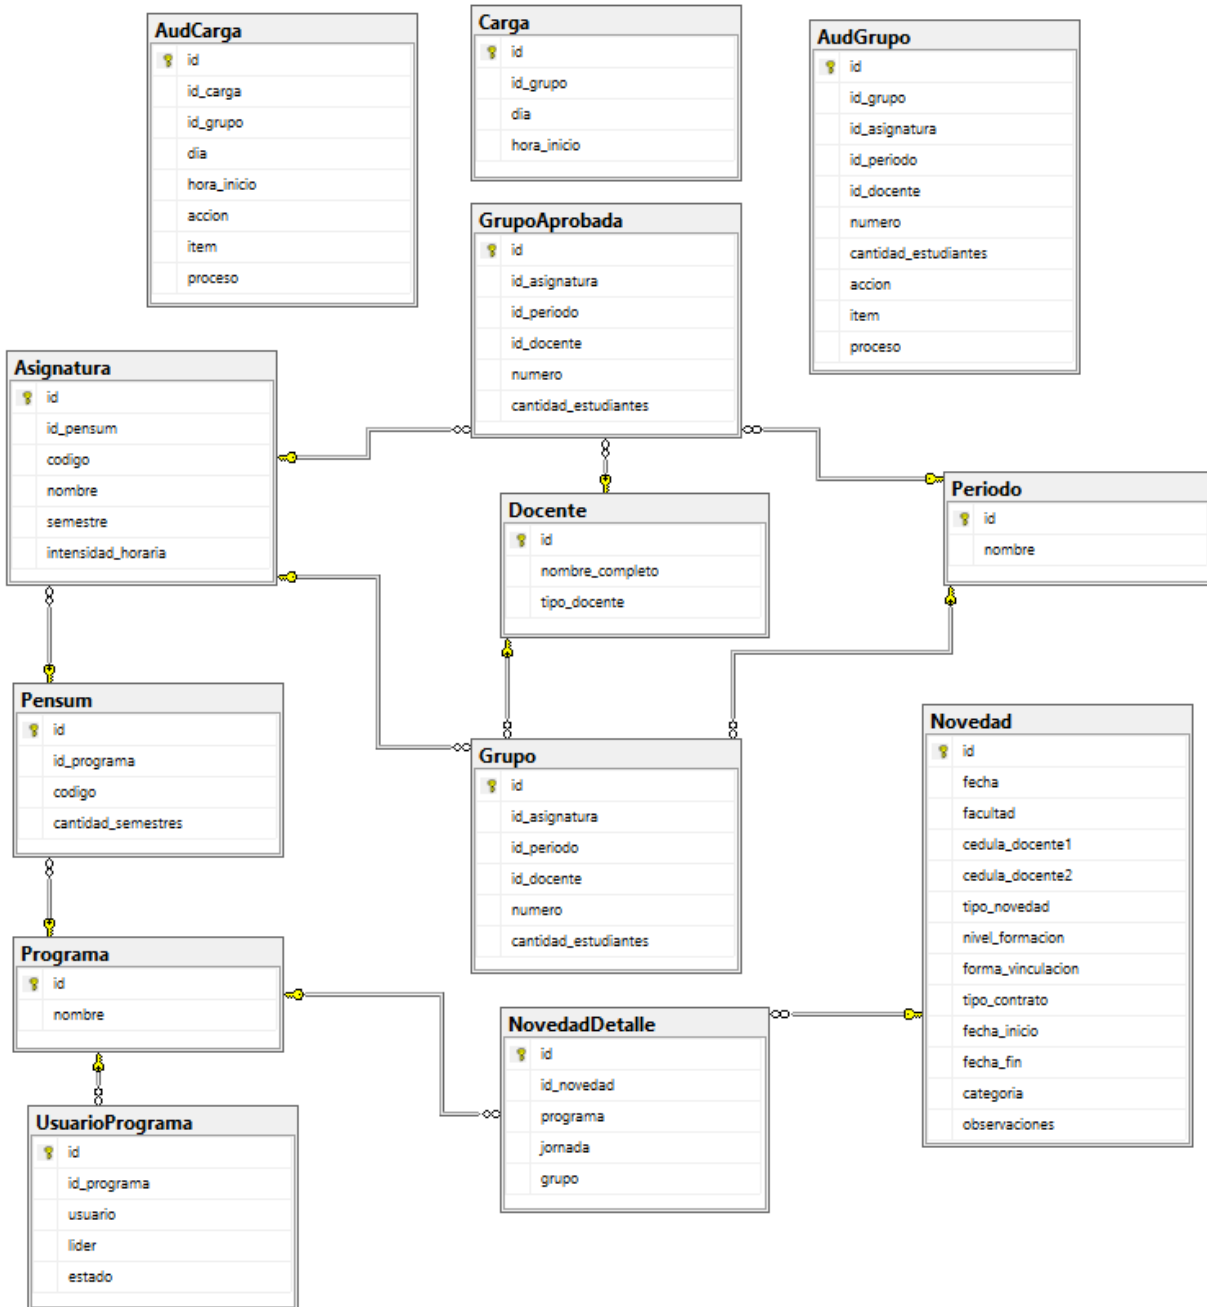 AudCarga
id
id_carga
id_grupo
dia
hora_inicio
accion
item
proceso
Carga
id
id_grupo
dia
hora_inicio
AudGrupo
id
id_grupo
id_asignatura
id_periodo
id_docente
numero
cantidad_estudiantes
accion
item
proceso
GrupoAprobada
id
id_asignatura
id_periodo
id_docente
numero
cantidad_estudiantes
Asignatura
id
id_pensum
codigo
nombre
semestre
intensidad_horaria
Docente
id
nombre_completo
tipo_docente
Periodo
id
nombre
Pensum
id
id_programa
codigo
cantidad_semestres
Grupo
id
id_asignatura
id_periodo
id_docente
numero
cantidad_estudiantes
Novedad
id
fecha
facultad
cedula_docente1
cedula_docente2
tipo_novedad
nivel_formacion
forma_vinculacion
tipo_contrato
fecha_inicio
fecha_fin
categoria
observaciones
Programa
id
nombre
NovedadDetalle
id
id_novedad
programa
jornada
grupo
UsuarioPrograma
id
id_programa
usuario
lider
estado